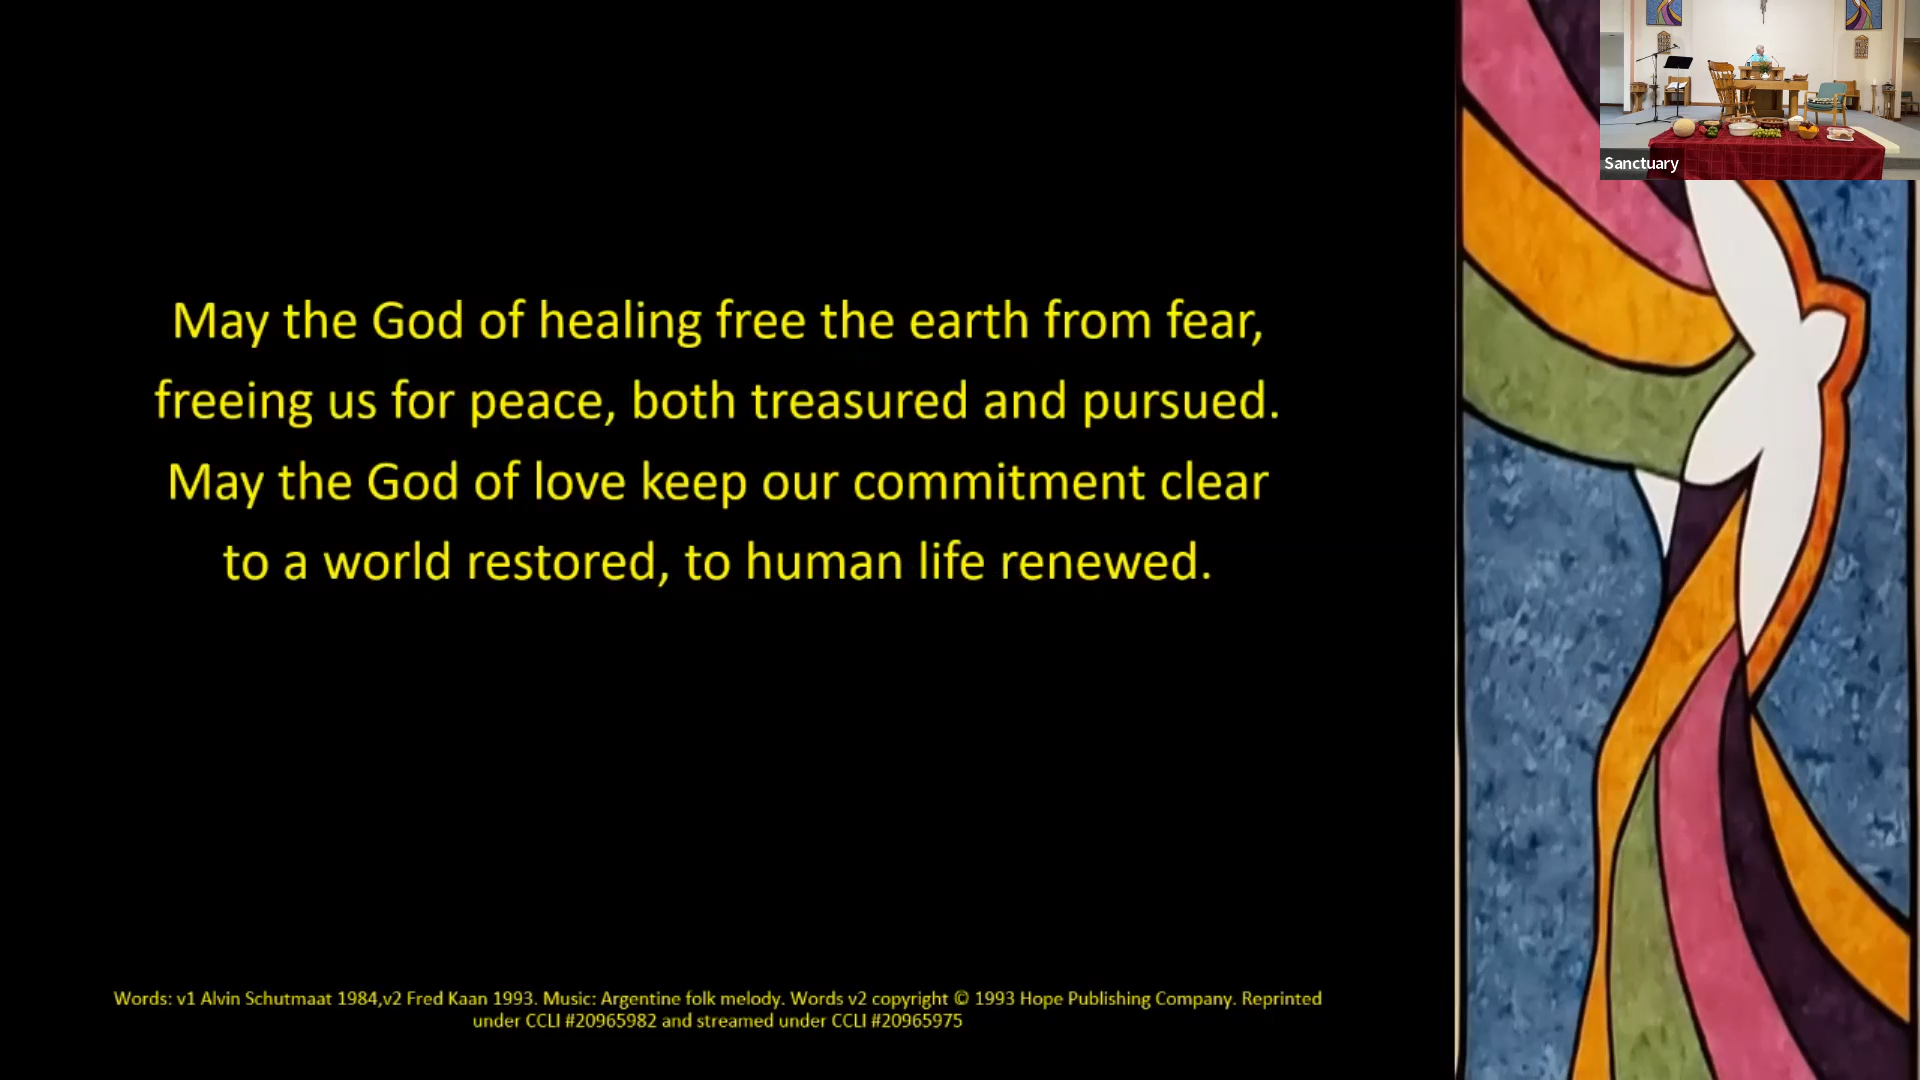 Sanctuary
May the God of healing free the earth from fear,
freeing us for peace, both treasured and pursued.
May the God of love keep our commitment clear
to a world restored, to human life renewed.
Words: v1 Alvin Schutmaat 1984,v2 Fred Kaan 1993. Music: Argentine folk melody. Words v2 copyright © 1993 Hope Publishing Company. Reprinted
under CCLI #20965982 and streamed under CCLI #20965975